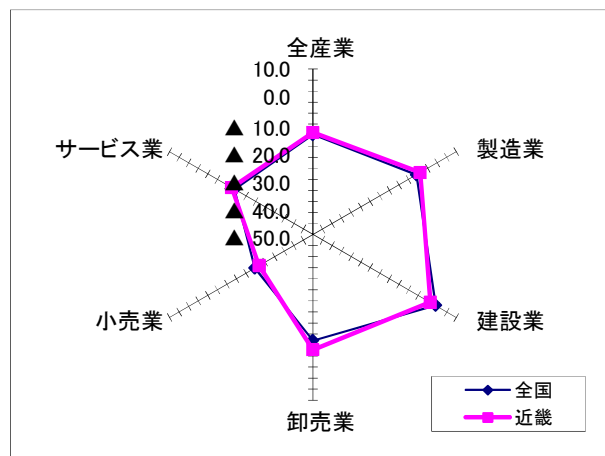 全産業
10.0
0.0
▲ 10.0
▲ 20.0
▲ 30.0
▲ 40.0
▲ 50.0
製造業
建設業
卸売業
小売業
サービス業
全国
近畿